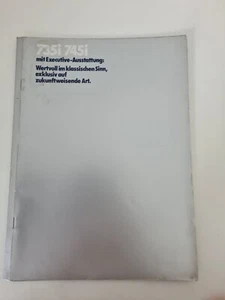 735i 745i
mit Executive-Ausstattung:
Wertvoll im klassischen Sinn,
exklusiv auf
zukunftweisende Art.